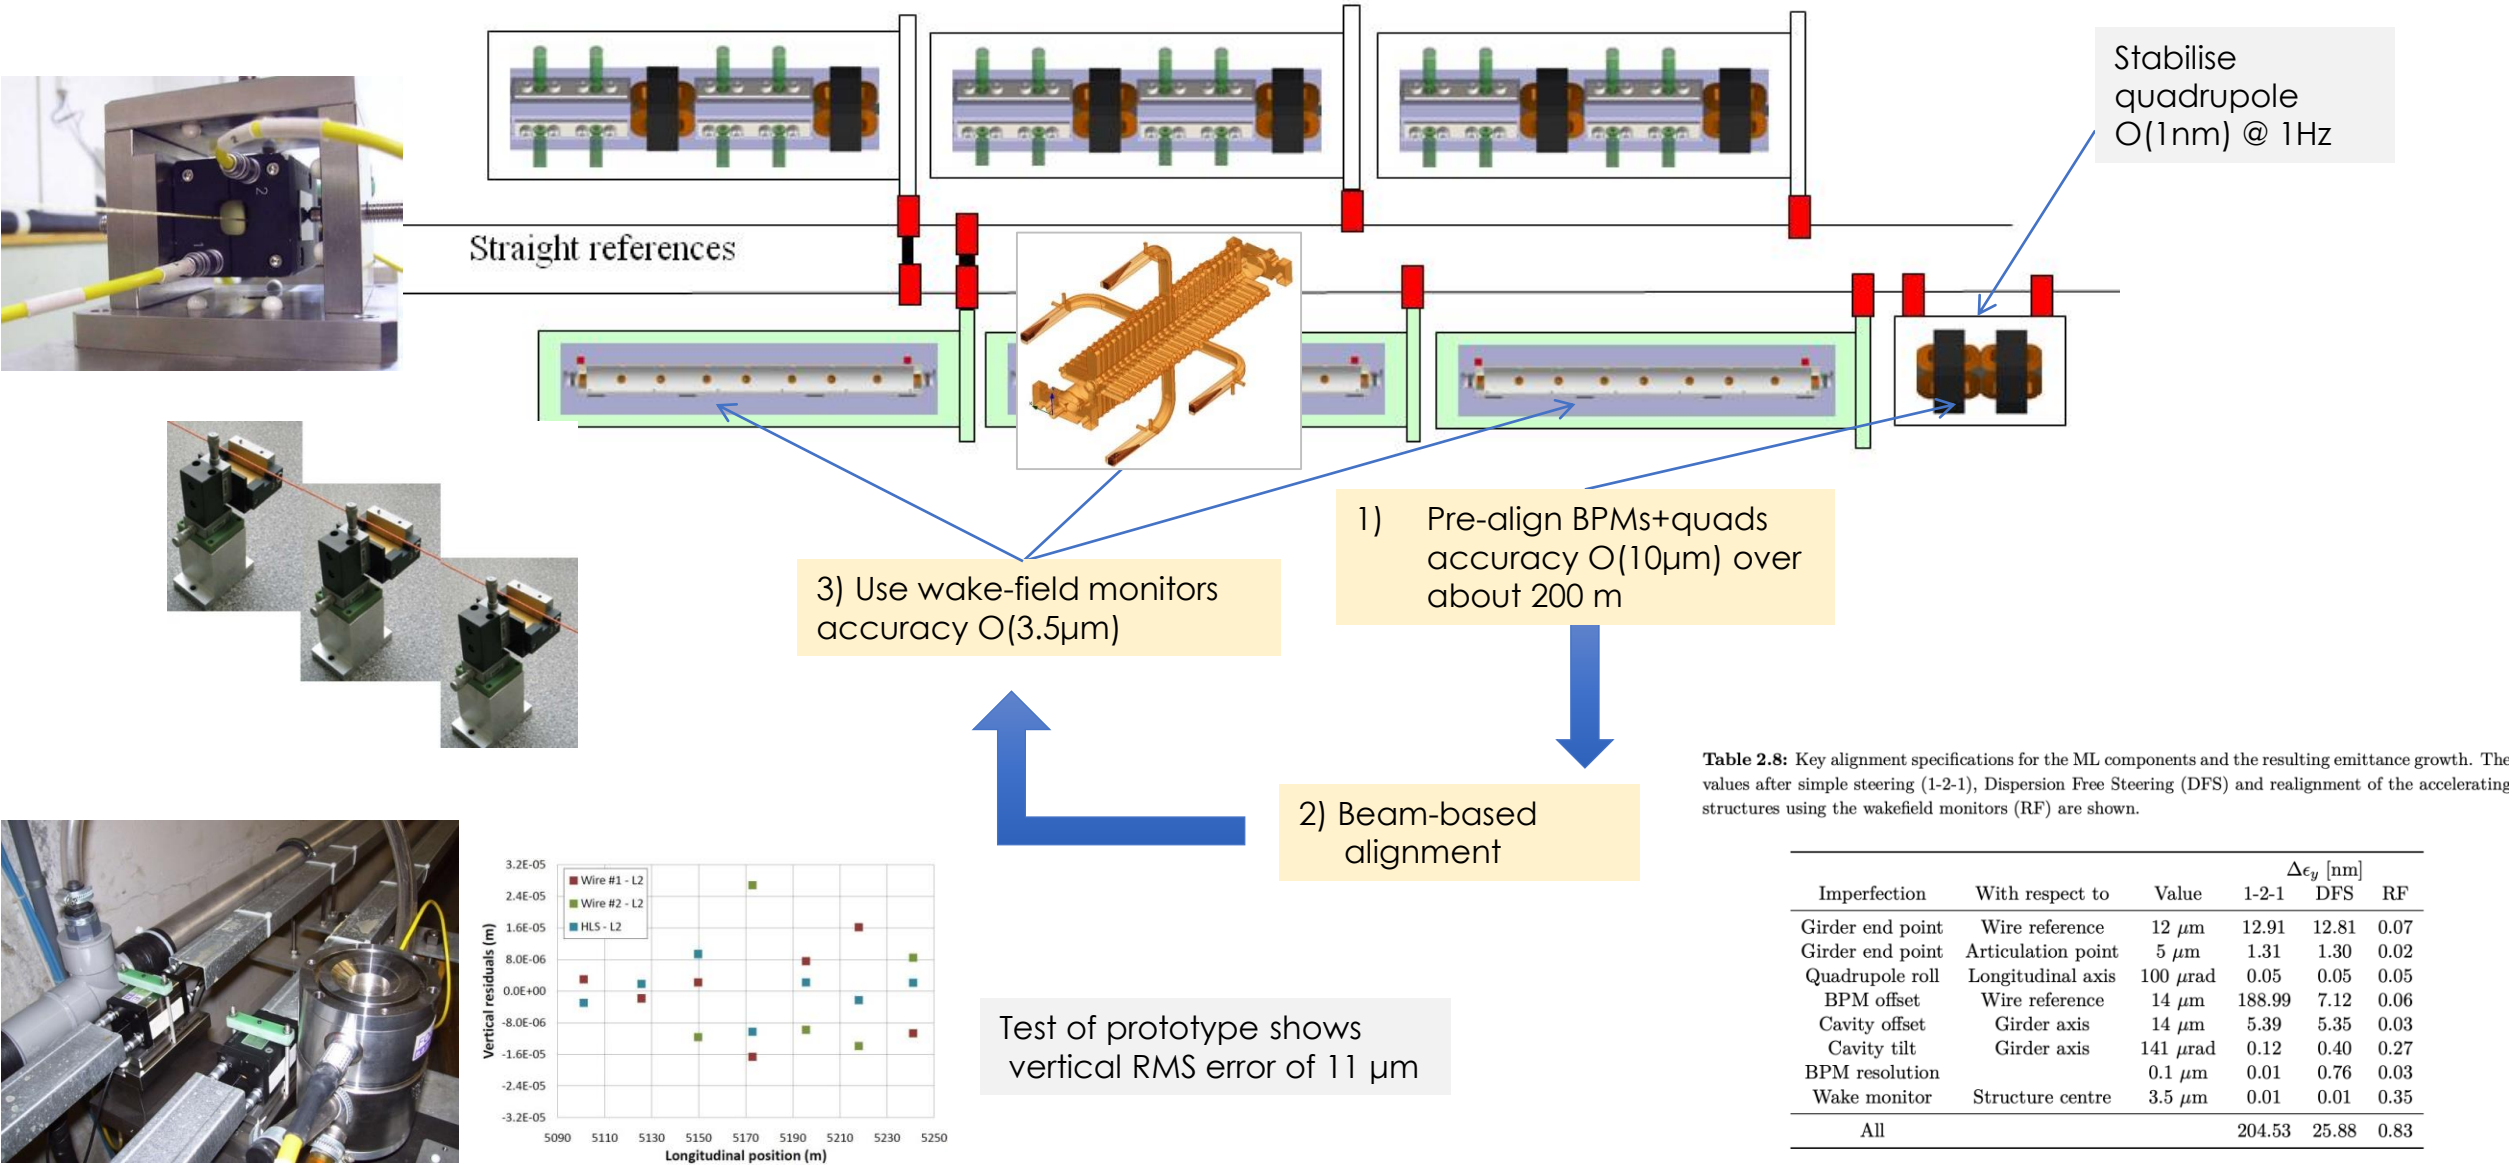 Stabilise
quadrupole
O(1nm) @ 1Hz
Straight references
1) Pre-align BPMs+quads
accuracy O(10µm) over
about 200 m
3) Use wake-field monitors
accuracy O(3.5µm)
2) Beam-based
alignment
Table 2.8: Key alignment specifications for the ML components and the resulting emittance growth. The
values after simple steering (1-2-1), Dispersion Free Steering (DFS) and realignment of the accelerating
structures using the wakefield monitors (RF) are shown.
Δϵy [nm]
Imperfection With respect to Value 1-2-1 DFS RF
Girder end point Wire reference 12 µm 12.91 12.81 0.07
Girder end point Articulation point 5 µm 1.31 1.30 0.02
Quadrupole roll Longitudinal axis 100 µrad 0.05 0.05 0.05
BPM offset Wire reference 14 µm 188.99 7.12 0.06
Cavity offset Girder axis 14 µm 5.39 5.35 0.03
Cavity tilt Girder axis 141 µrad 0.12 0.40 0.27
BPM resolution 0.1 µm 0.01 0.76 0.03
Wake monitor Structure centre 3.5 µm 0.01 0.01 0.35
All 204.53 25.88 0.83
Test of prototype shows
vertical RMS error of 11 µm
Vertical residuals (m)
3.2E-05
2.4E-05
1.6E-05
8.0E-06
0.0E+00
-8.0E-06
-1.6E-05
-2.4E-05
-3.2E-05
Wire #1 - L2
Wire #2 - L2
HLS - L2
5090 5110 5130 5150 5170 5190 5210 5230 5250
Longitudinal position (m)
2
1